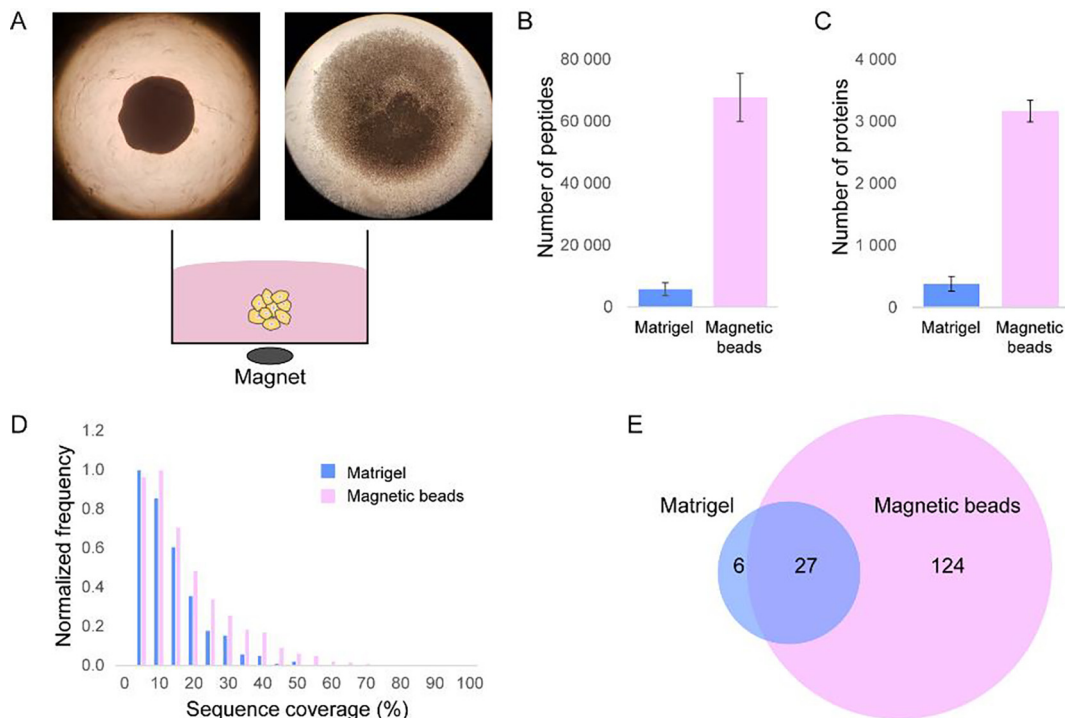 A
Magnet
B
Number of peptides
80 000
60 000
40 000
20 000
0
Matrigel
Magnetic
beads
C
Number of proteins
4 000
3 000
2 000
1 000
0
Matrigel
Magnetic
beads
D
Normalized frequency
1.2
1.0
0.8
0.6
0.4
0.2
0.0
Matrigel
Magnetic beads
0 10 20 30 40 50 60 70 80 90 100
Sequence coverage (%)
E
Matrigel
Magnetic beads
6
27
124